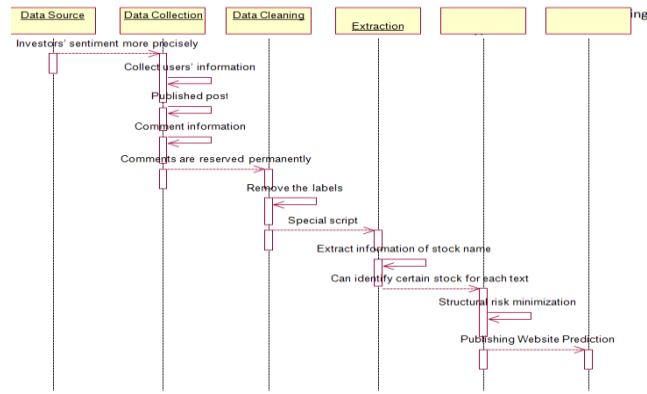 Data Source
Data Collection
Data Cleaning
Extraction
ing
Investors' sentiment more precisely
Collect users' information
Published post
Comment information
Comments are reserved permanently
Remove the labels
Special script
Extract information of stock name
Can identify certain stock for each text
Structural risk minimization
Publishing Website Prediction